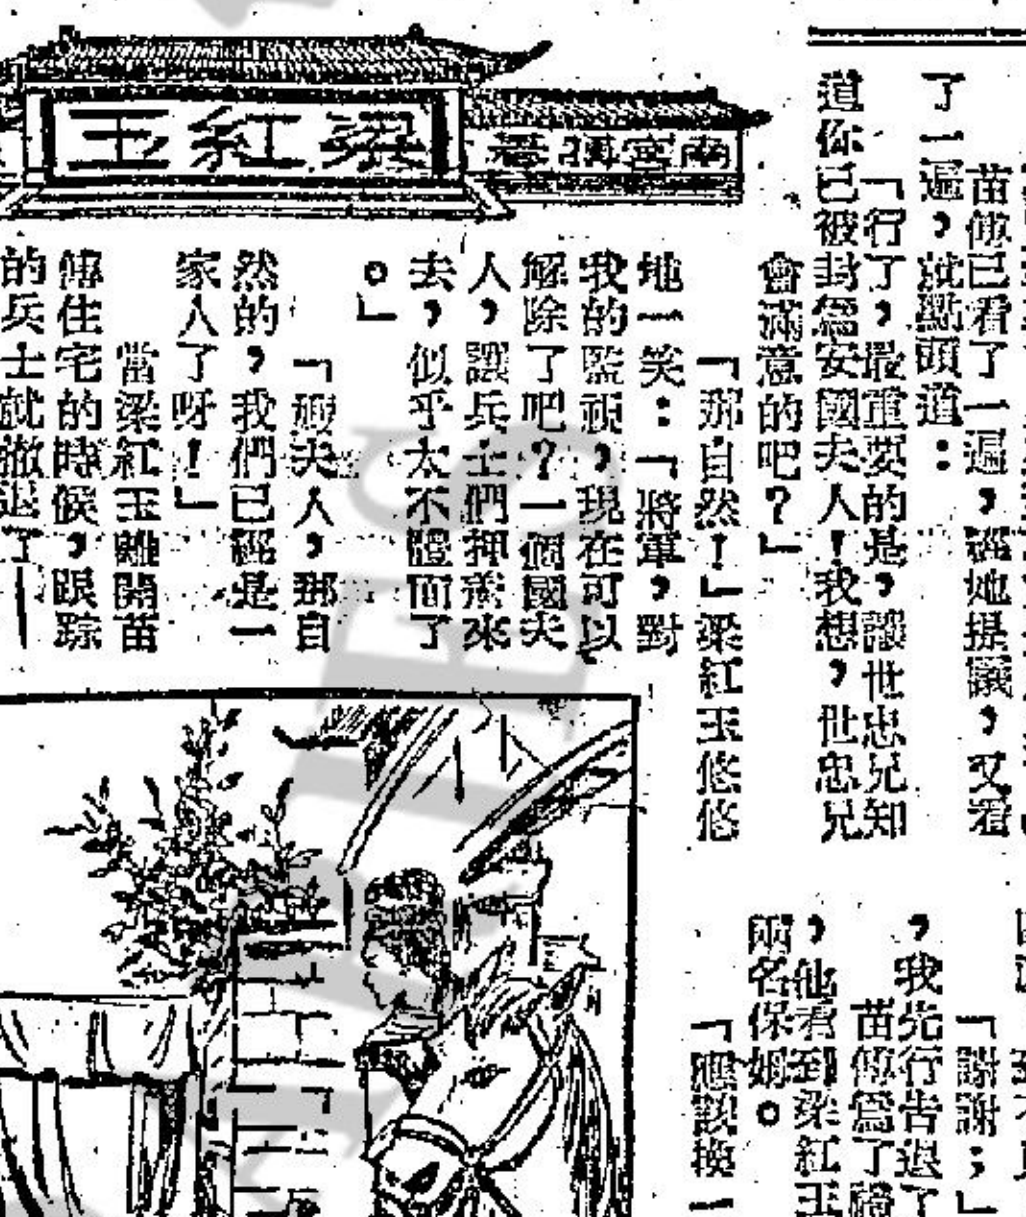 梁紅玉
南宮搏著
苗傅已看了一遍，經她提議，又看
了一遍，就點頭道：
「行了，最重要的是，讓世忠兄知
道你已被封為安國夫人！我想，世忠兄
會滿意的吧？」
「那自然！」梁紅玉悠悠
地一笑：「將軍，對
我的監視，現在可以
解除了吧？一個國夫
人，讓兵士們押着來
去，似乎太不體面了
。」
「夫人，那自
然的，我們已經是一
家人了呀！」
當梁紅玉離開苗
傅住宅的時候，跟踪
的兵士就撤退了—
「謝謝；」
，我先行告退了
苗傅為了
，他看到梁紅玉
兩名保姆。
「應該換一